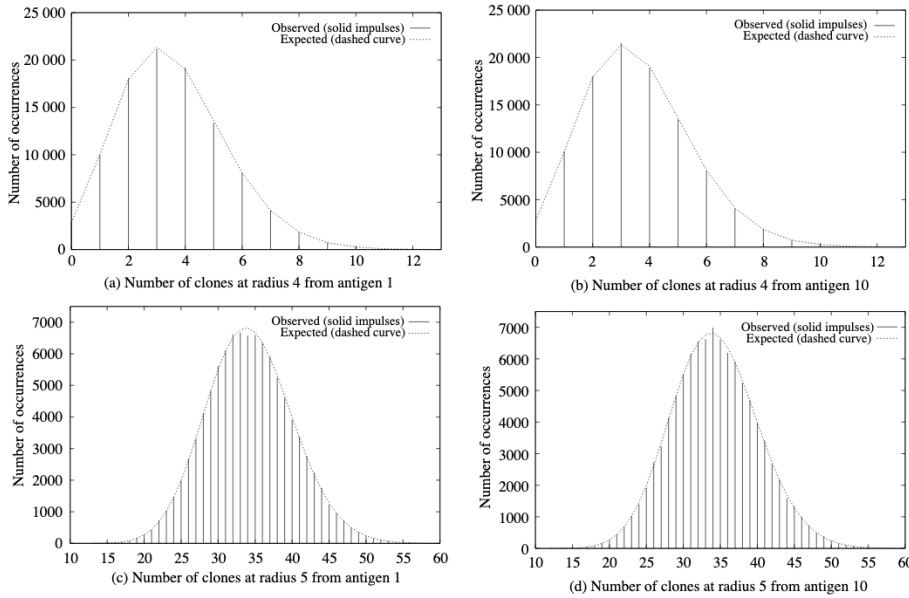 25 000
20 000
15 000
10 000
5000
0
Number of occurrences
Observed (solid impulses)
Expected (dashed curve)
0 2 4 6 8 10 12
(a) Number of clones at radius 4 from antigen 1
25 000
20 000
15 000
10 000
5000
0
Number of occurrences
Observed (solid impulses)
Expected (dashed curve)
0 2 4 6 8 10 12
(b) Number of clones at radius 4 from antigen 10
7000
6000
5000
4000
3000
2000
1000
0
Number of occurrences
Observed (solid impulses)
Expected (dashed curve)
10 15 20 25 30 35 40 45 50 55 60
(c) Number of clones at radius 5 from antigen 1
7000
6000
5000
4000
3000
2000
1000
0
Number of occurrences
Observed (solid impulses)
Expected (dashed curve)
10 15 20 25 30 35 40 45 50 55 60
(d) Number of clones at radius 5 from antigen 10